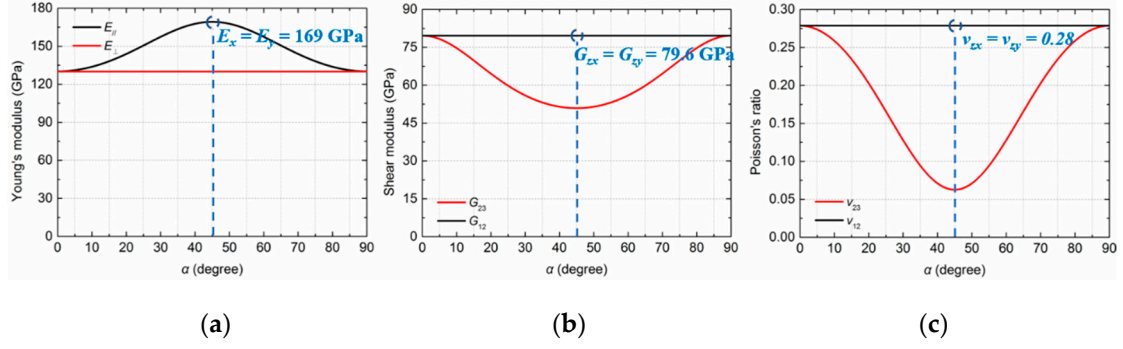 180
150
120
90
60
30
0
Young's modulus (GPa)
E//
E⊥
Ex = Ey = 169 GPa
0 10 20 30 40 50 60 70 80 90
α (degree)
(a)
90
75
60
45
30
15
0
Shear modulus (GPa)
Gzx = Gzy = 79.6 GPa
G23
G12
0 10 20 30 40 50 60 70 80 90
α (degree)
(b)
0.30
0.25
0.20
0.15
0.10
0.05
0.00
Poisson's ratio
vzx = vzy = 0.28
v23
v12
0 10 20 30 40 50 60 70 80 90
α (degree)
(c)